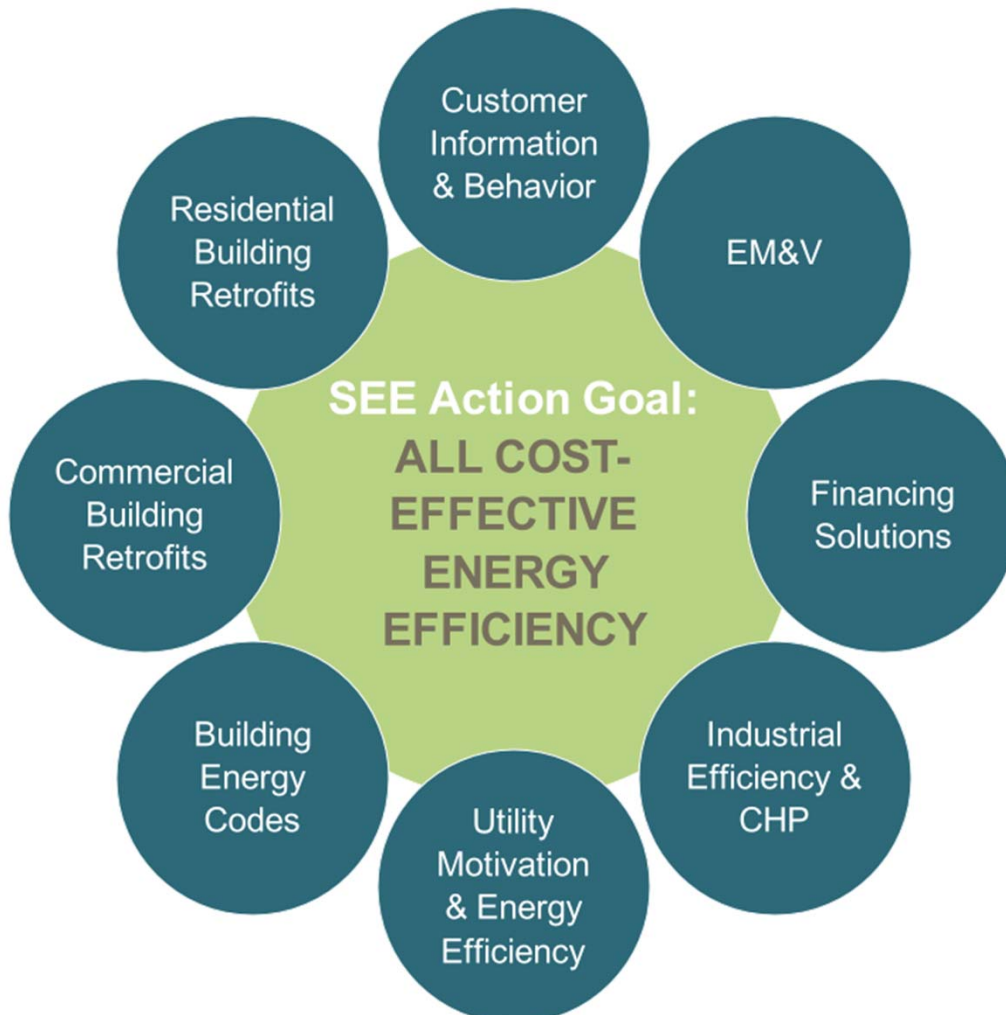 Customer
Information
& Behavior
EM&V
Financing
Solutions
Industrial
Efficiency &
CHP
Utility
Motivation
& Energy
Efficiency
Building
Energy
Codes
Commercial
Building
Retrofits
Residential
Building
Retrofits
SEE Action Goal:
ALL COST-
EFFECTIVE
ENERGY
EFFICIENCY